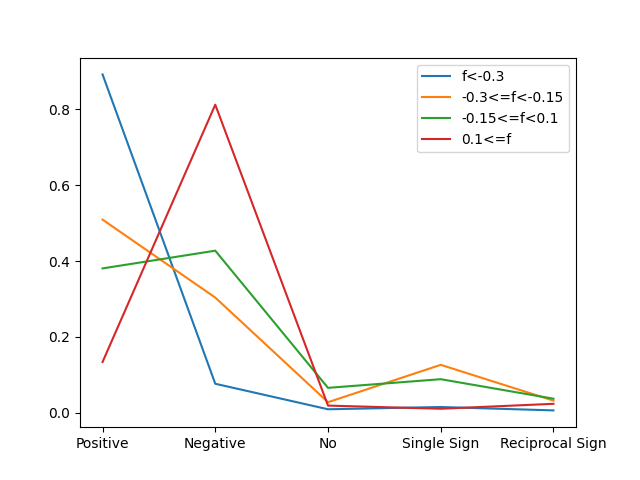 f<-0.3
-0.3<=f<-0.15
-0.15<=f<0.1
0.1<=f
0.8
0.6
0.4
0.2
0.0
Positive
Negative
No
Single Sign
Reciprocal Sign